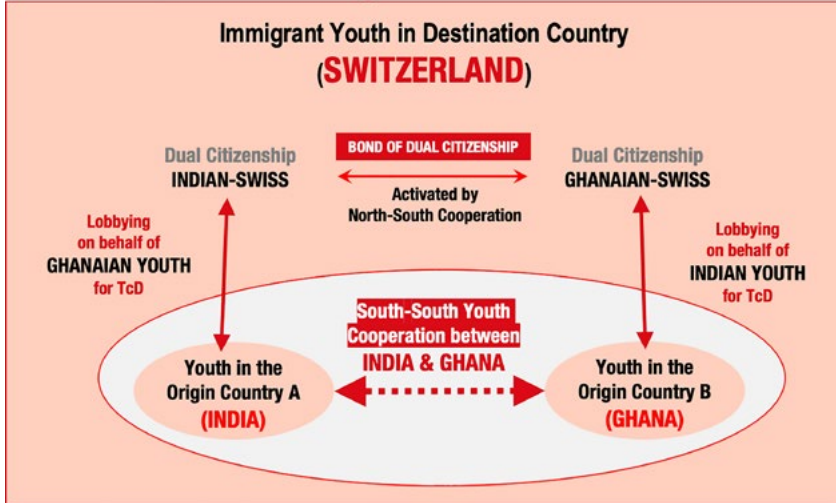 Immigrant Youth in Destination Country
(SWITZERLAND)
Dual Citizenship
INDIAN-SWISS
BOND OF DUAL CITIZENSHIP
Activated by
North-South Cooperation
Dual Citizenship
GHANAIAN-SWISS
Lobbying
on behalf of
GHANAIAN YOUTH
for TcD
Lobbying
on behalf of
INDIAN YOUTH
for TcD
South-South Youth
Cooperation between
INDIA & GHANA
Youth in the
Origin Country A
(INDIA)
Youth in the
Origin Country B
(GHANA)